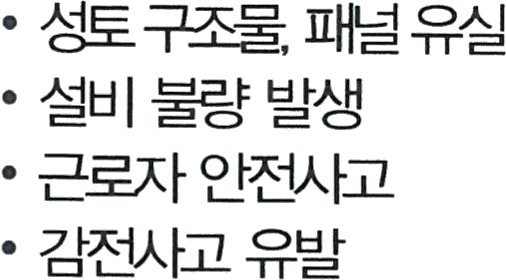 • 성토 구조물, 패널 유실
• 설비 불량 발생
• 근로자 안전사고
• 감전사고 유발